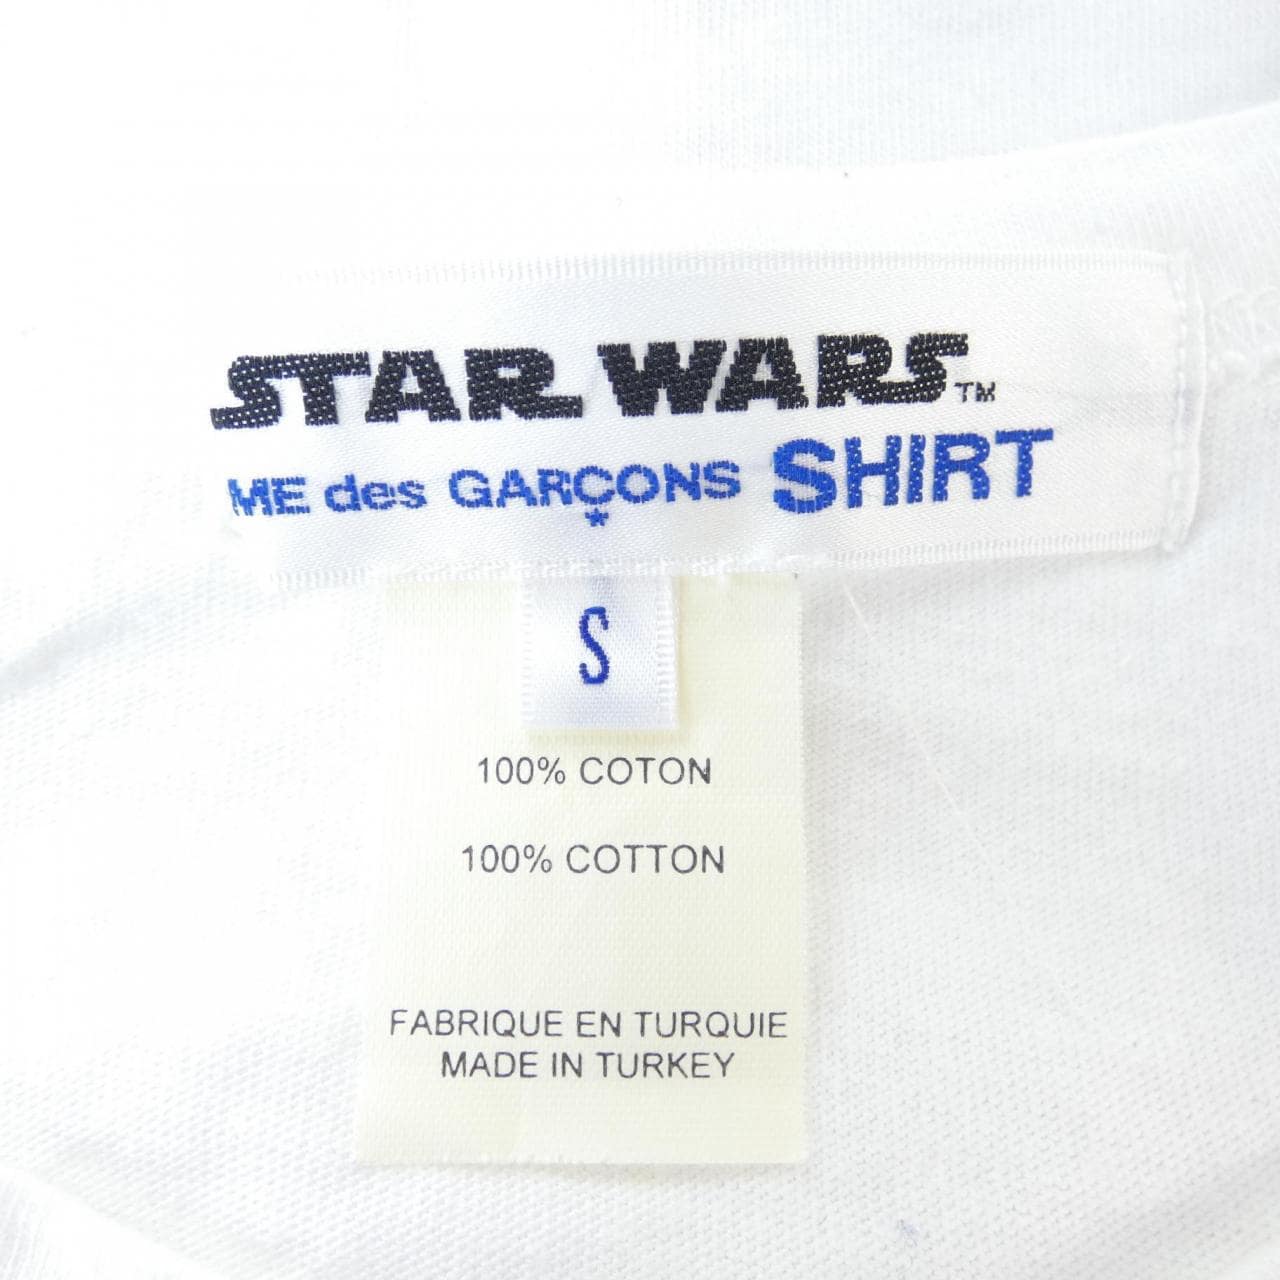 STAR WARS™
ME des GARÇONS SHIRT
*
S
100% COTON
100% COTTON
FABRIQUE EN TURQUIE
MADE IN TURKEY